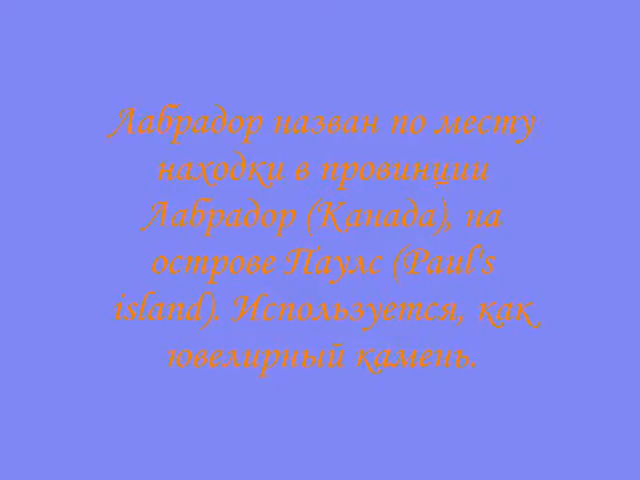 Лабрадор назван по месту
находки в провинции
Лабрадор (Канада), на
острове Паулс (Paul's
island). Используется, как
ювелирный камень.